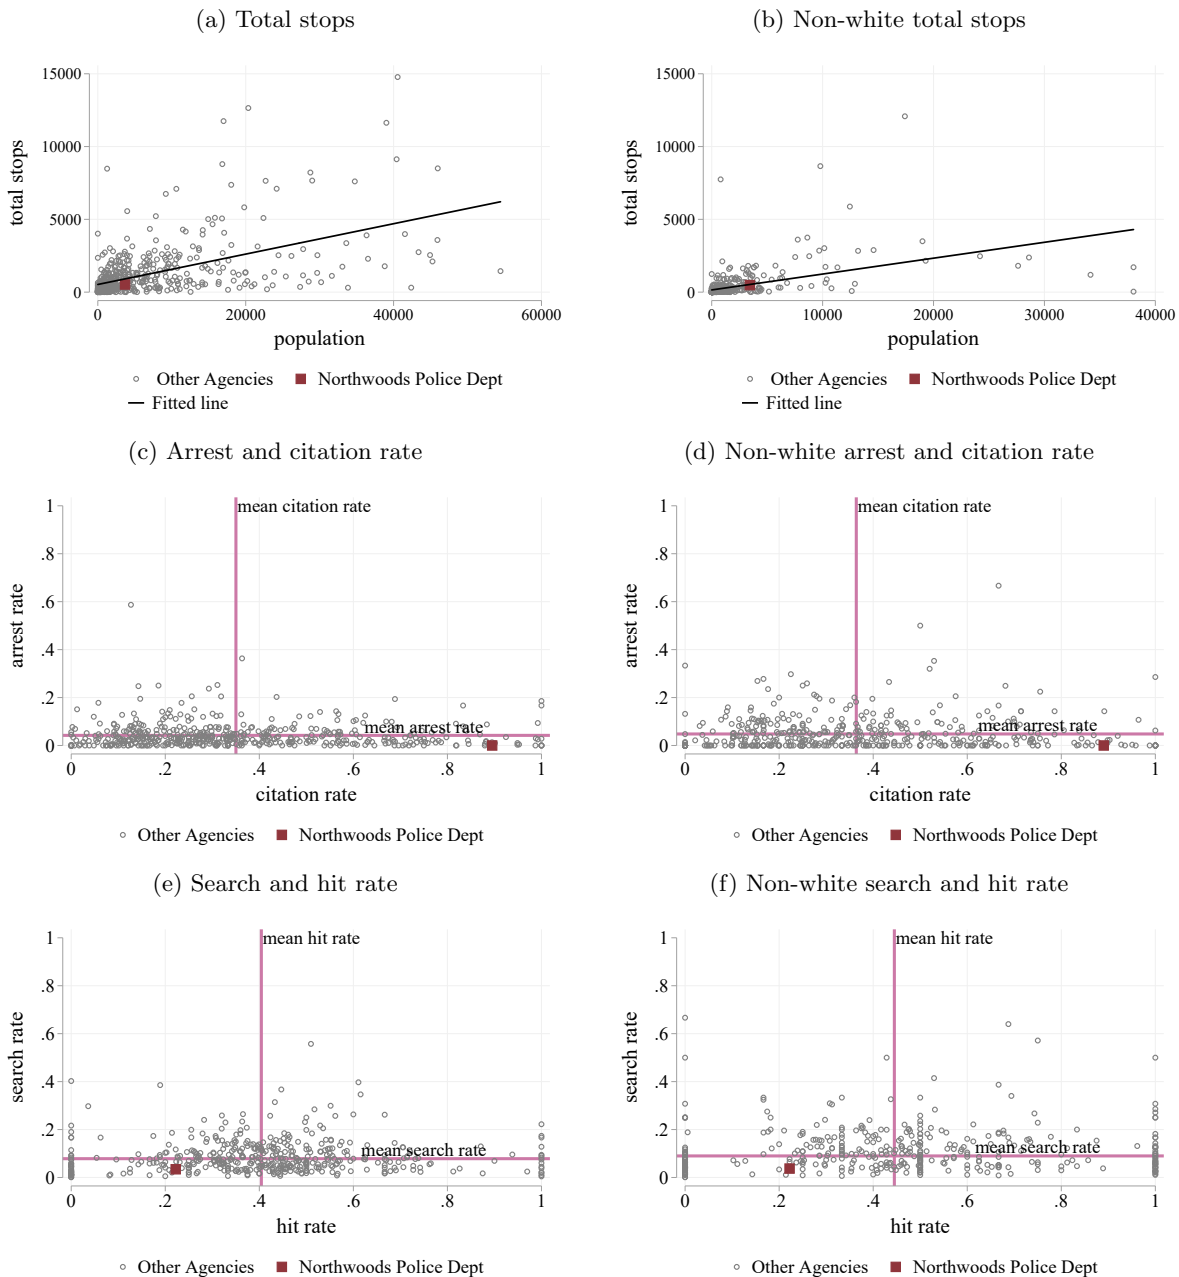 (a) Total stops
(b) Non-white total stops
15000
10000
5000
0
total stops
0 20000 40000 60000
population
Other Agencies Northwoods Police Dept
Fitted line
15000
10000
5000
0
total stops
0 10000 20000 30000 40000
population
Other Agencies Northwoods Police Dept
Fitted line
(c) Arrest and citation rate
(d) Non-white arrest and citation rate
1
.8
.6
.4
.2
0
arrest rate
mean citation rate
mean arrest rate
0 .2 .4 .6 .8 1
citation rate
Other Agencies Northwoods Police Dept
1
.8
.6
.4
.2
0
arrest rate
mean citation rate
mean arrest rate
0 .2 .4 .6 .8 1
citation rate
Other Agencies Northwoods Police Dept
(e) Search and hit rate
(f) Non-white search and hit rate
1
.8
.6
.4
.2
0
search rate
mean hit rate
mean search rate
0 .2 .4 .6 .8 1
hit rate
Other Agencies Northwoods Police Dept
1
.8
.6
.4
.2
0
search rate
mean hit rate
mean search rate
0 .2 .4 .6 .8 1
hit rate
Other Agencies Northwoods Police Dept